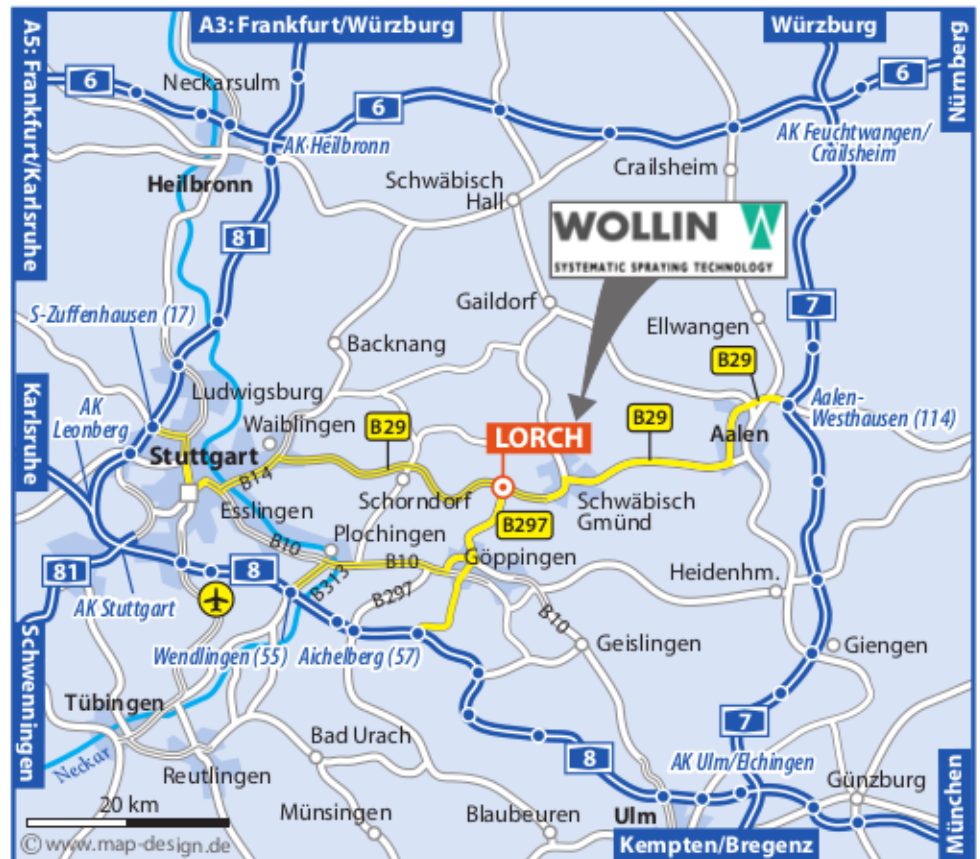 A5: Frankfurt/Karlsruhe
A3: Frankfurt/Würzburg
Würzburg
Nürnberg
6
Neckarsulm
6
6
AK Heilbronn
AK Feuchtwangen/
Crailsheim
Heilbronn
Schwäbisch
Hall
Crailsheim
81
WOLLIN
SYSTEMATIC SPRAYING TECHNOLOGY
S-Zuffenhausen (17)
Gaildorf
Ellwangen
7
Backnang
B29
Karlsruhe
AK
Leonberg
Ludwigsburg
Waiblingen
B29
LORCH
B29
Aalen
Aalen-
Westhausen (114)
Stuttgart
B14
Schorndorf
Schwäbisch
Gmünd
Esslingen
B297
Plochingen
B10
B10
Göppingen
81
8
B313
B297
B10
Heidenhm.
AK Stuttgart
Schwenningen
Wendlingen (55)
Aichelberg (57)
Geislingen
Giengen
Tübingen
Neckar
Bad Urach
7
8
AK Ulm/Elchingen
Reutlingen
Günzburg
20 km
Münsingen
Blaubeuren
Ulm
München
© www.map-design.de
Kempten/Bregenz